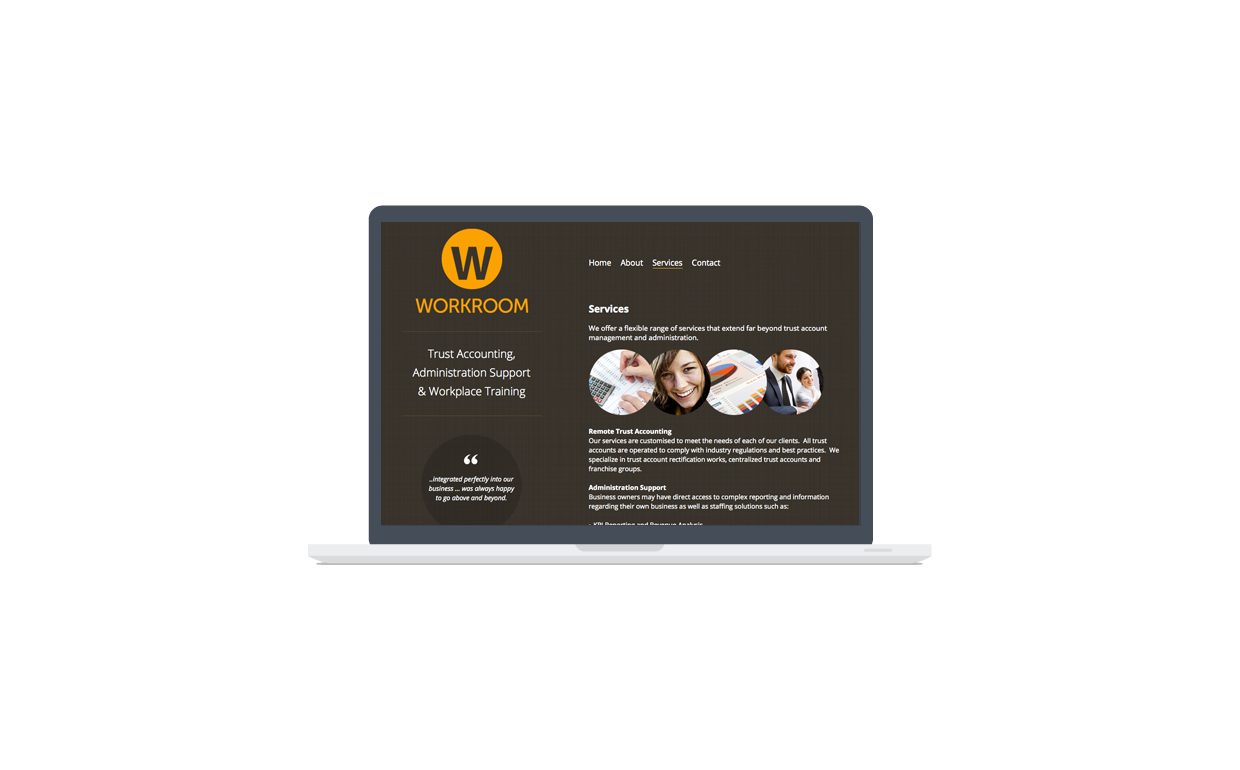 W
WORKROOM
Trust Accounting,
Administration Support
& Workplace Training
“
..integrated perfectly into our
business ... was always happy
to go above and beyond.
Home About Services Contact
Services
We offer a flexible range of services that extend far beyond trust account
management and administration.
Remote Trust Accounting
Our services are customised to meet the needs of each of our clients. All trust
accounts are operated to comply with industry regulations and best practices. We
specialize in trust account rectification works, centralized trust accounts and
franchise groups.
Administration Support
Business owners may have direct access to complex reporting and information
regarding their own business as well as staffing solutions such as:
KPI Reporting and Revenue Analysis